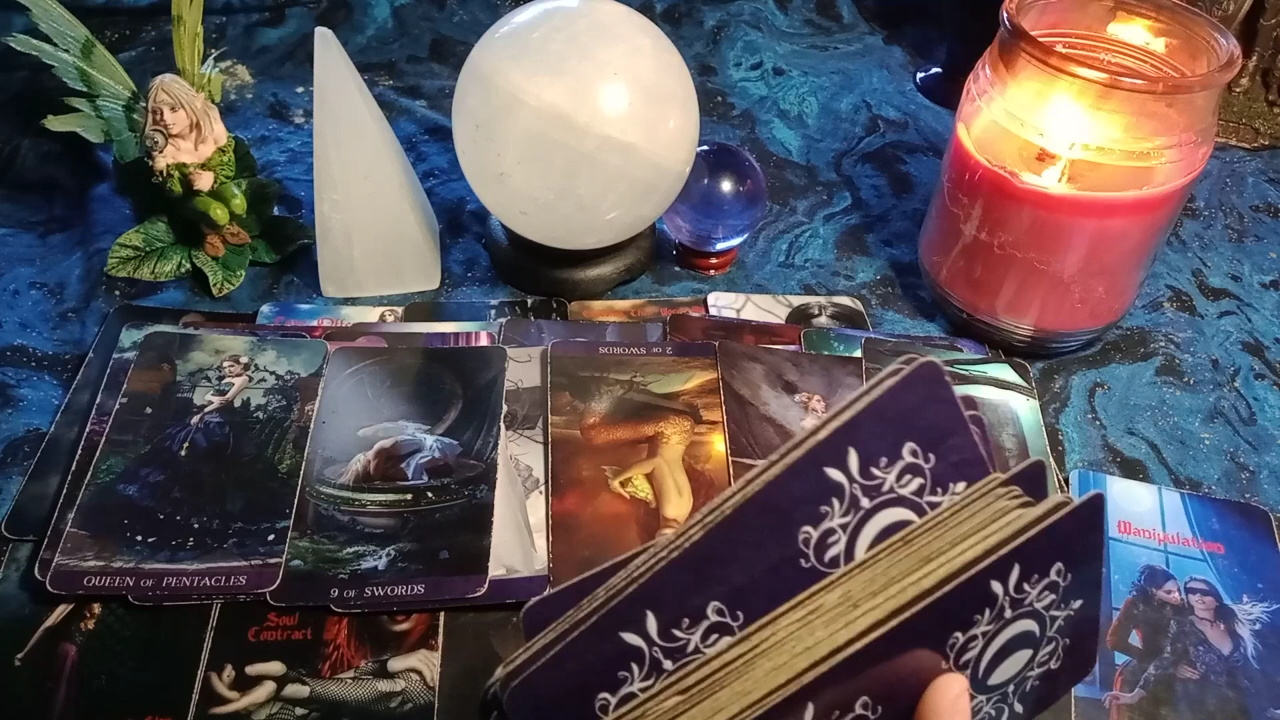 2 OF SWORDS
QUEEN OF PENTACLES
9 OF SWORDS
Manipulation
Soul
Contract